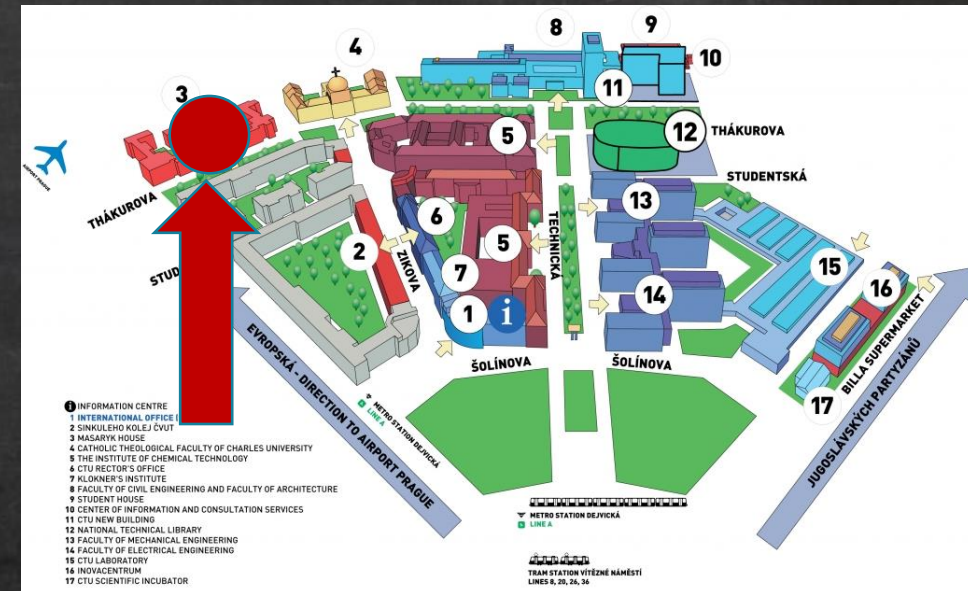 8
9
4
10
3
11
5
12
THÁKUROVA
AIRPORT PRAGUE
STUDENTSKÁ
THÁKUROVA
13
6
TECHNICKÁ
2
ZIKOVA
5
15
7
16
14
1
i
BILLA SUPERMARKET
ŠOLÍNOVA
ŠOLÍNOVA
17
EVROPSKÁ - DIRECTION TO AIRPORT PRAGUE
JUGOSLÁVSKÝCH PARTYZÁNŮ
METRO STATION DEJVICKÁ
LINE A
i INFORMATION CENTRE
1 INTERNATIONAL OFFICE
2 SINKULEHO KOLEJ ČVUT
3 MASARYK HOUSE
4 CATHOLIC THEOLOGICAL FACULTY OF CHARLES UNIVERSITY
5 THE INSTITUTE OF CHEMICAL TECHNOLOGY
6 CTU RECTOR'S OFFICE
7 KLOKNER'S INSTITUTE
8 FACULTY OF CIVIL ENGINEERING AND FACULTY OF ARCHITECTURE
9 STUDENT HOUSE
10 CENTER OF INFORMATION AND CONSULTATION SERVICES
11 CTU NEW BUILDING
12 NATIONAL TECHNICAL LIBRARY
13 FACULTY OF MECHANICAL ENGINEERING
14 FACULTY OF ELECTRICAL ENGINEERING
15 CTU LABORATORY
16 INOVACENTRUM
17 CTU SCIENTIFIC INCUBATOR
METRO STATION DEJVICKÁ
LINE A
TRAM STATION VÍTĚZNÉ NÁMĚSTÍ
LINES 8, 20, 26, 36